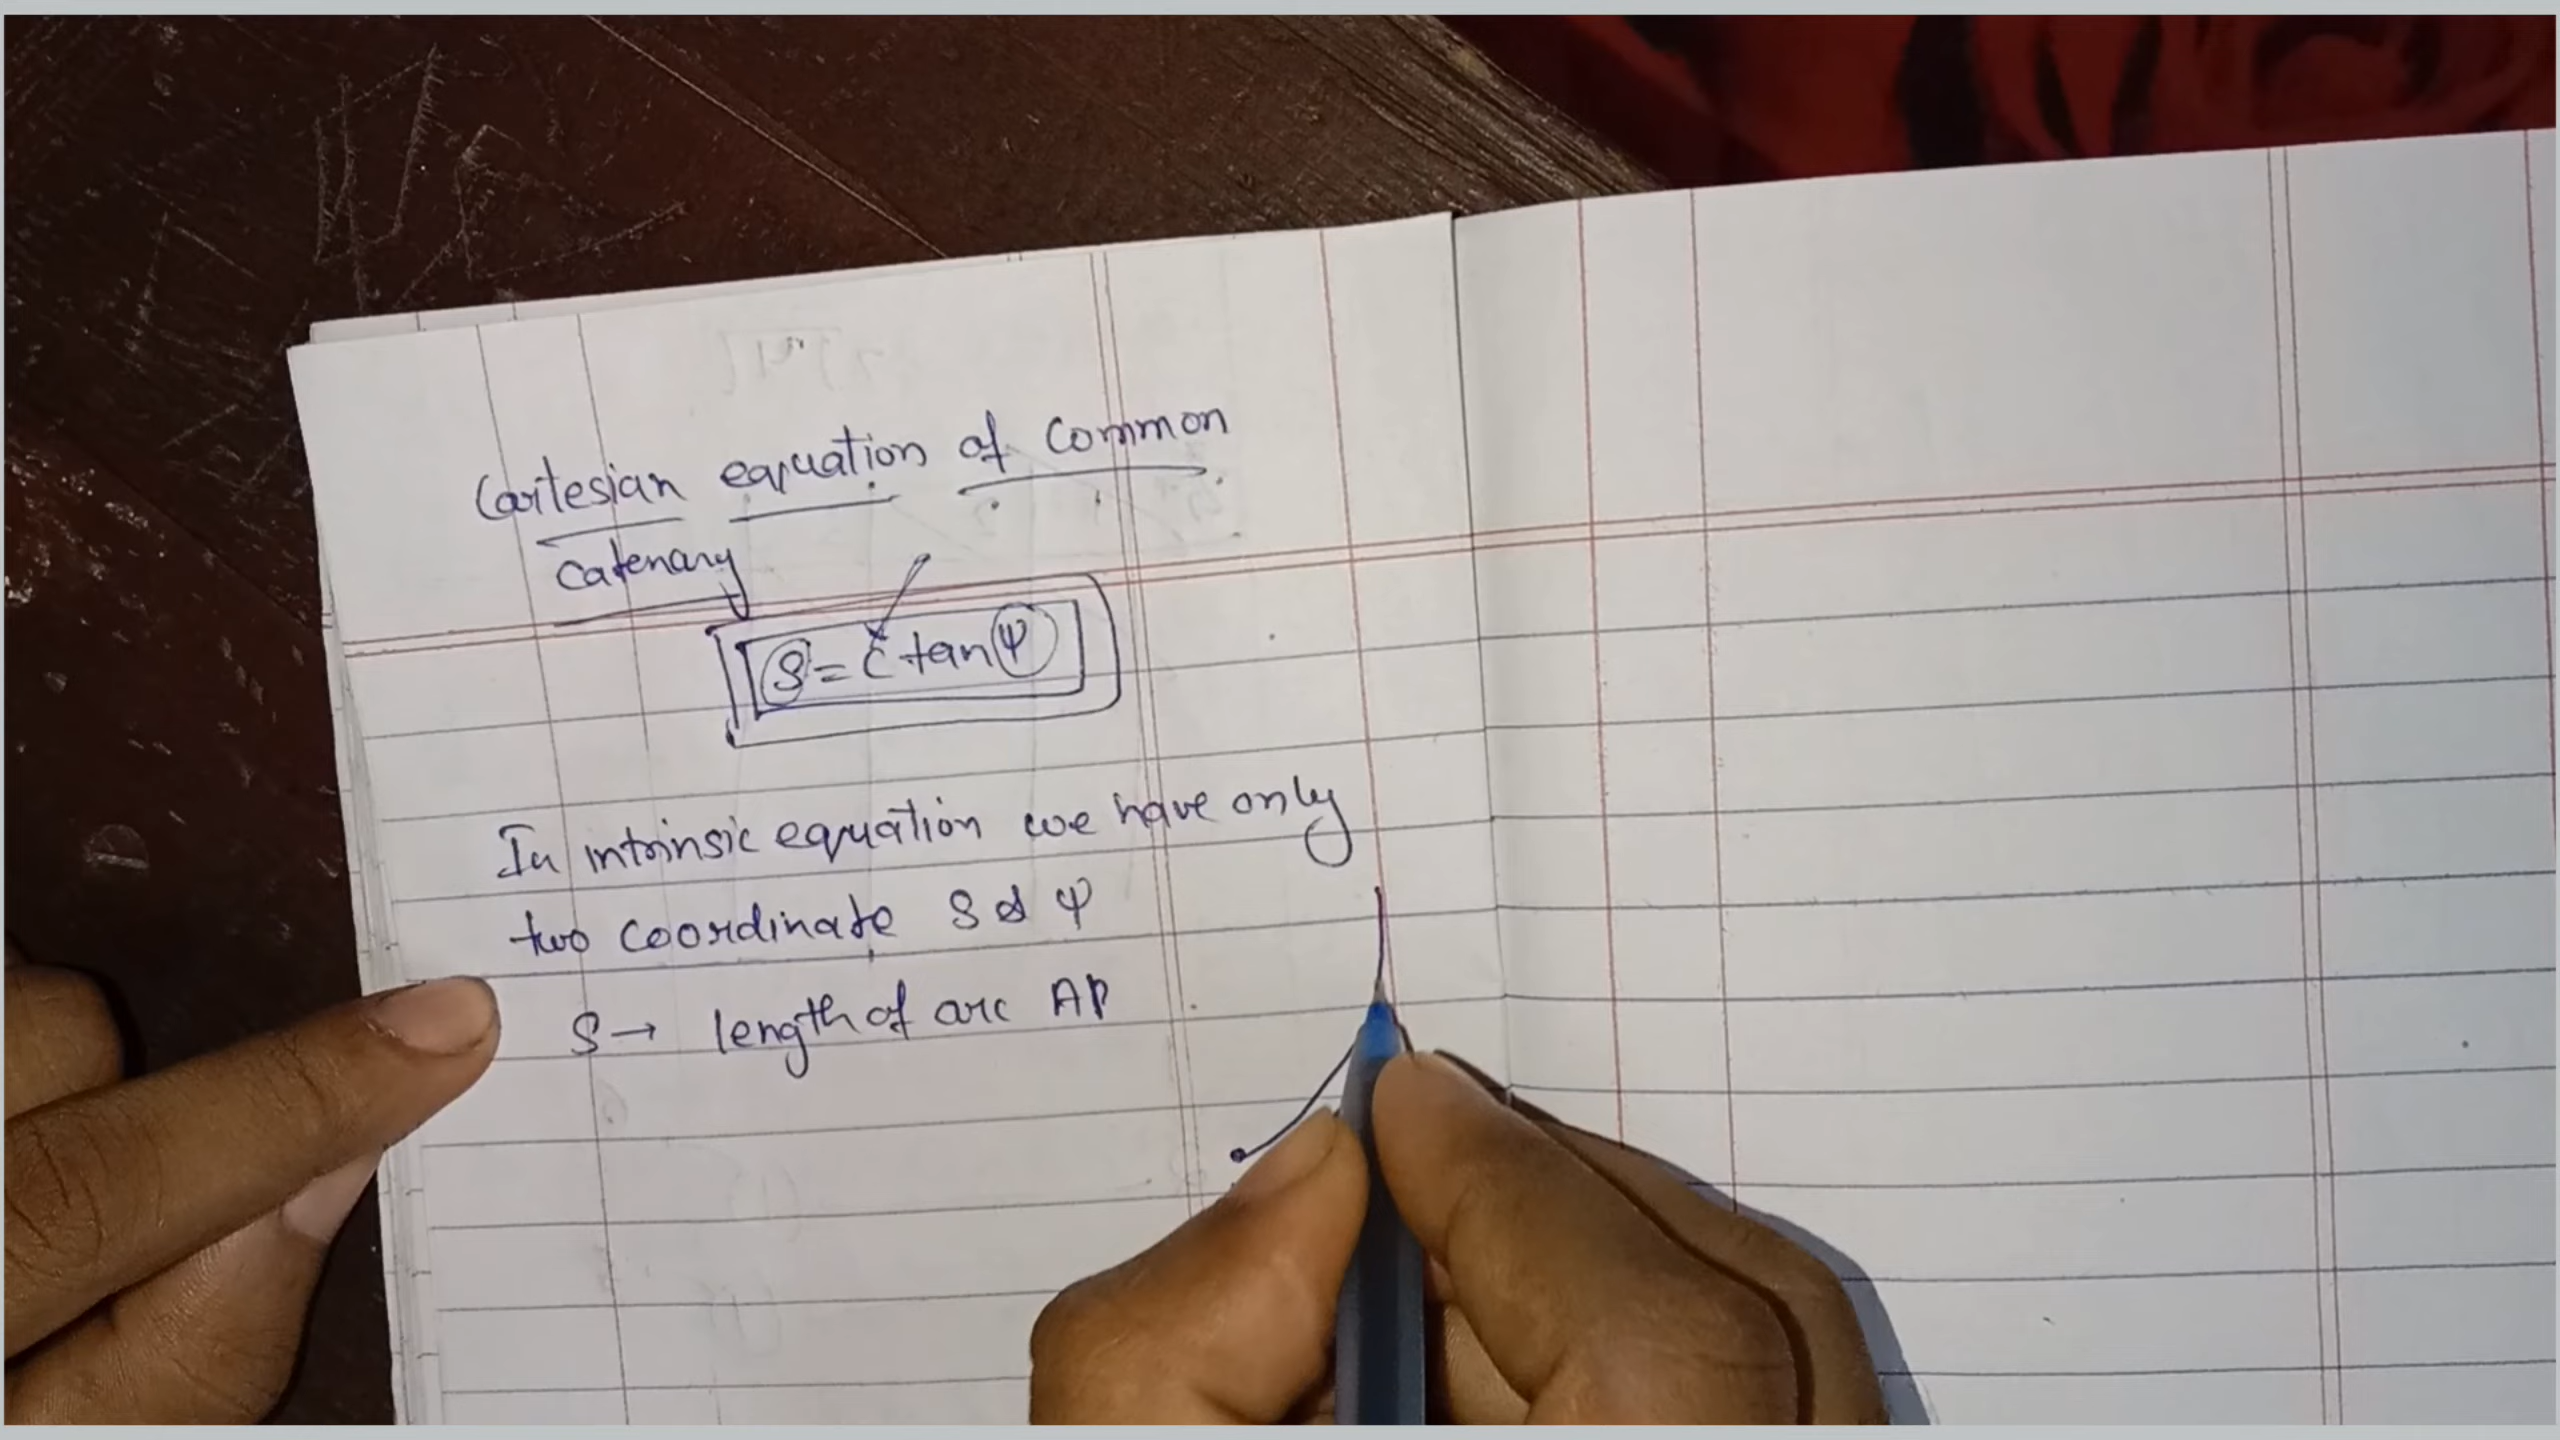 Cartesian equation of Common
catenary
S = c tan ψ
In intrinsic equation we have only
two coordinate S & ψ
S → length of arc AP